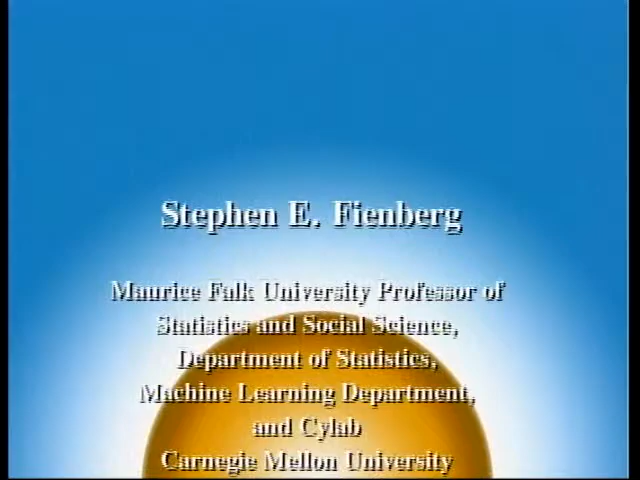 Stephen E. Fienberg
Maurice Falk University Professor of
Statistics and Social Science,
Department of Statistics,
Machine Learning Department,
and Cylab
Carnegie Mellon University